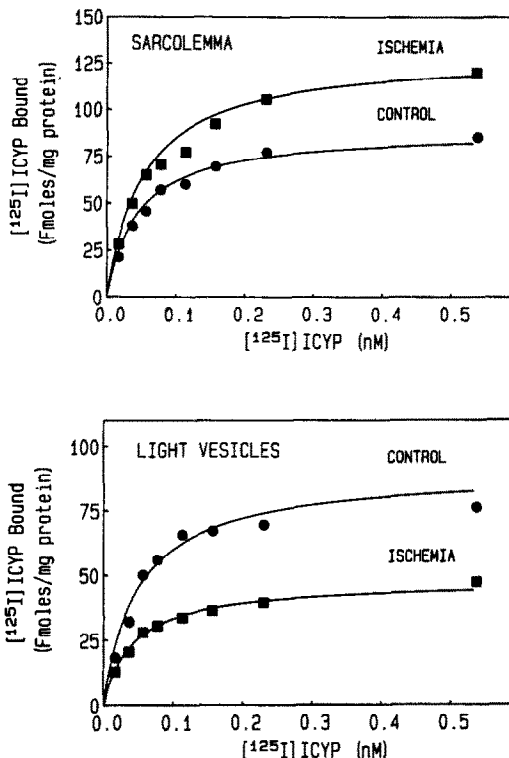 SARCOLEMMA
ISCHEMIA
CONTROL
[¹²⁵I]ICYP Bound
(Fmoles/mg protein)
150
125
100
75
50
25
0
0.0 0.1 0.2 0.3 0.4 0.5
[¹²⁵I]ICYP (nM)
LIGHT VESICLES
CONTROL
ISCHEMIA
[¹²⁵I]ICYP Bound
(Fmoles/mg protein)
100
75
50
25
0
0.0 0.1 0.2 0.3 0.4 0.5
[¹²⁵I]ICYP (nM)